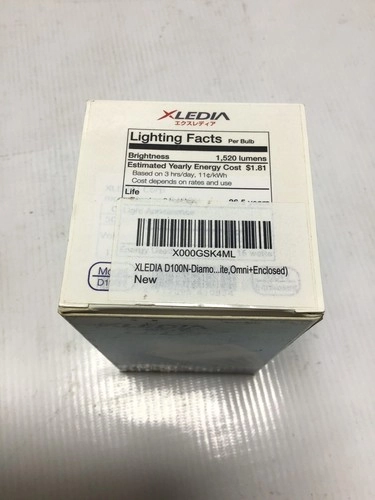 XLEDIA
エクスレディア
Lighting Facts Per Bulb
Brightness 1,520 lumens
Estimated Yearly Energy Cost $1.81
Based on 3 hrs/day, 11¢/kWh
Cost depends on rates and use
Life
X000GSK4ML
XLEDIA D100N-Diamo...ite,Omni+Enclosed)
New